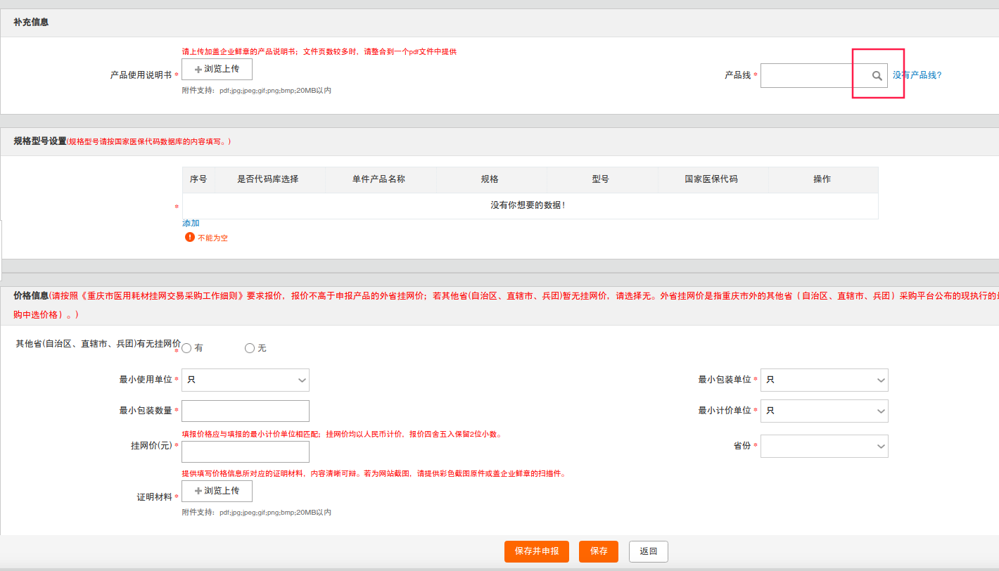 补充信息
请上传加盖企业鲜章的产品说明书；文件页数较多时，请整合到一个pdf文件中提供
产品使用说明书 * 浏览上传
产品线 * 没有产品线?
附件支持：pdf;jpg;jpeg;gif;png;bmp;20MB以内
规格型号设置(规格型号请按国家医保代码数据库的内容填写。)
序号 是否代码库选择 单件产品名称 规格 型号 国家医保代码 操作
* 没有你想要的数据！
添加
不能为空
价格信息(请按照《重庆市医用耗材挂网交易采购工作细则》要求报价，报价不高于申报产品的外省挂网价；若其他省(自治区、直辖市、兵团)暂无挂网价，请选择无。外省挂网价是指重庆市外的其他省（自治区、直辖市、兵团）采购平台公布的现执行的
购中选价格）。)
其他省(自治区、直辖市、兵团)有无挂网价 * 有 无
最小使用单位 * 只 最小包装单位 * 只
最小包装数量 * 最小计价单位 * 只
填报价格应与填报的最小计价单位相匹配；挂网价均以人民币计价，报价四舍五入保留2位小数。
挂网价(元) * 省份 *
提供填写价格信息所对应的证明材料，内容清晰可辩。若为网站截图，请提供彩色截图原件或盖企业鲜章的扫描件。
证明材料 * 浏览上传
附件支持：pdf;jpg;jpeg;gif;png;bmp;20MB以内
保存并申报 保存 返回